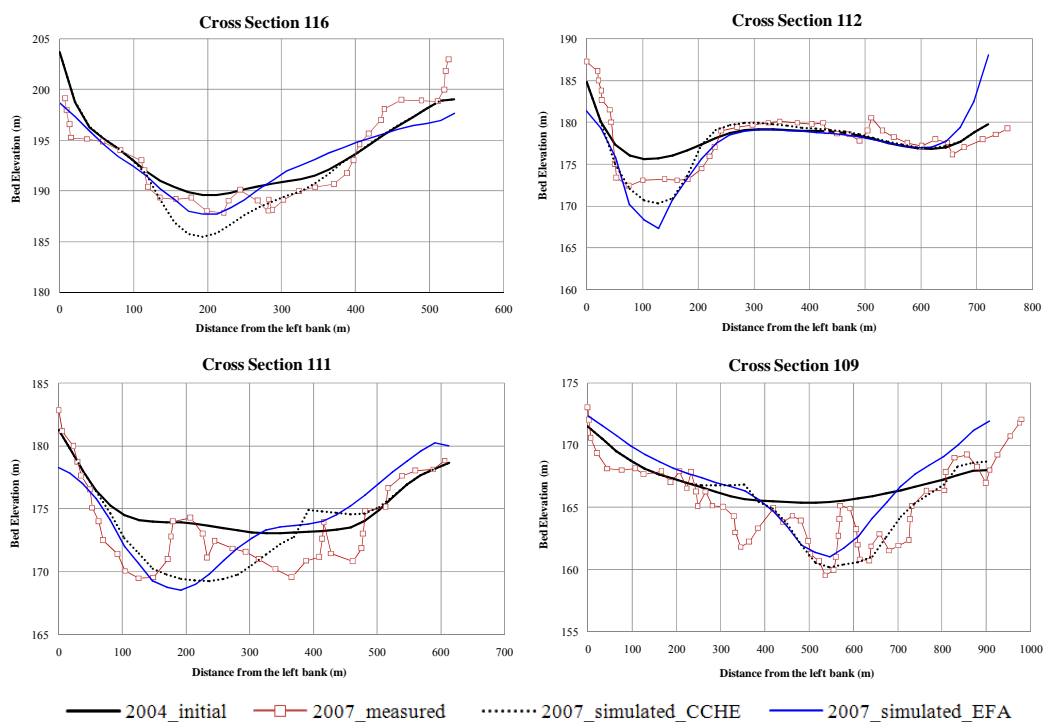 Cross Section 116
205
200
195
190
185
180
Bed Elevation (m)
0 100 200 300 400 500 600
Distance from the left bank (m)
Cross Section 112
190
185
180
175
170
165
160
Bed Elevation (m)
0 100 200 300 400 500 600 700 800
Distance from the left bank (m)
Cross Section 111
185
180
175
170
165
Bed Elevation (m)
0 100 200 300 400 500 600 700
Distance from the left bank (m)
Cross Section 109
175
170
165
160
155
Bed Elevation (m)
0 100 200 300 400 500 600 700 800 900 1000
Distance from the left bank (m)
2004_initial 2007_measured 2007_simulated_CCHE 2007_simulated_EFA